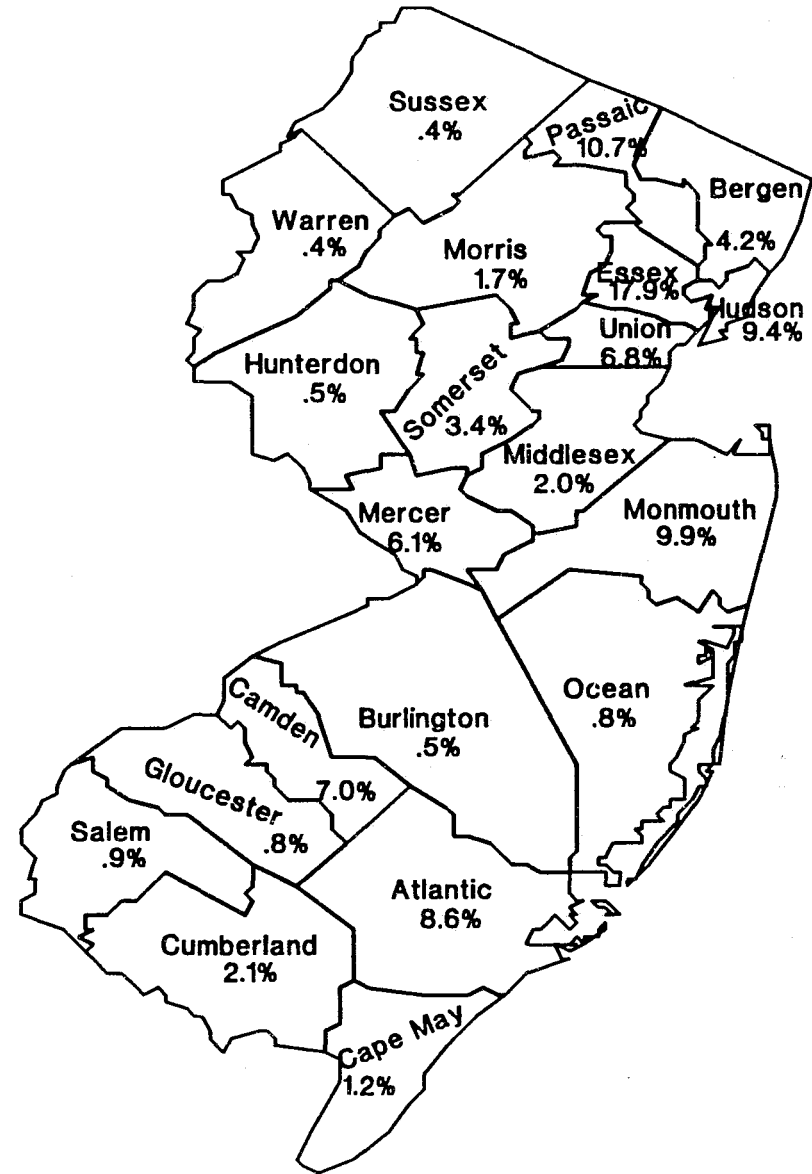 Sussex
.4%
Passaic
10.7%
Bergen
4.2%
Warren
.4%
Morris
1.7%
Essex
17.9%
Hudson
9.4%
Union
6.8%
Hunterdon
.5%
Somerset
3.4%
Middlesex
2.0%
Mercer
6.1%
Monmouth
9.9%
Ocean
.8%
Burlington
.5%
Camden
7.0%
Gloucester
.8%
Salem
.9%
Atlantic
8.6%
Cumberland
2.1%
Cape May
1.2%